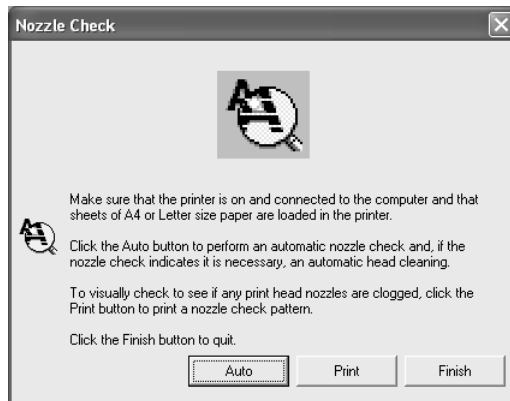 Nozzle Check
Make sure that the printer is on and connected to the computer and that
sheets of A4 or Letter size paper are loaded in the printer.
Click the Auto button to perform an automatic nozzle check and, if the
nozzle check indicates it is necessary, an automatic head cleaning.
To visually check to see if any print head nozzles are clogged, click the
Print button to print a nozzle check pattern.
Click the Finish button to quit.
Auto Print Finish